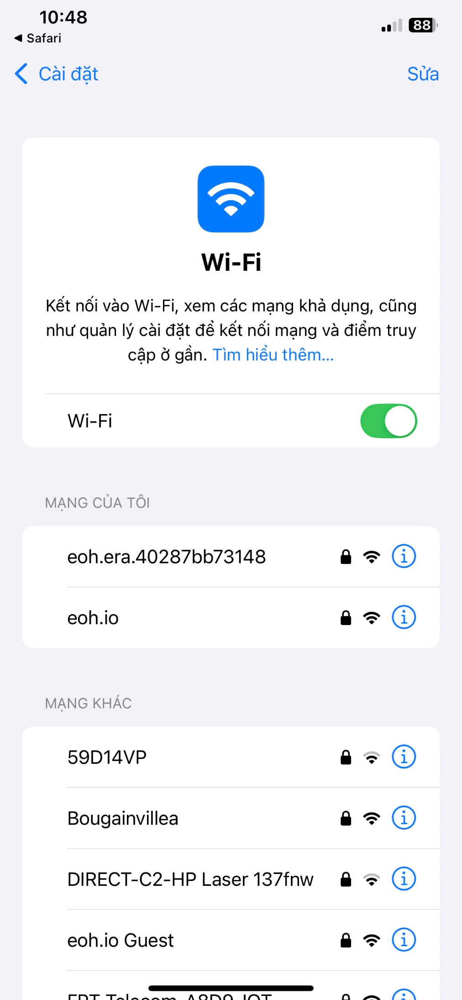 10:48
88
Safari
Cài đặt
Sửa
Wi-Fi
Kết nối vào Wi-Fi, xem các mạng khả dụng, cũng
như quản lý cài đặt để kết nối mạng và điểm truy
cập ở gần. Tìm hiểu thêm...
Wi-Fi
MẠNG CỦA TÔI
eoh.era.40287bb73148
eoh.io
MẠNG KHÁC
59D14VP
Bougainvillea
DIRECT-C2-HP Laser 137fnw
eoh.io Guest